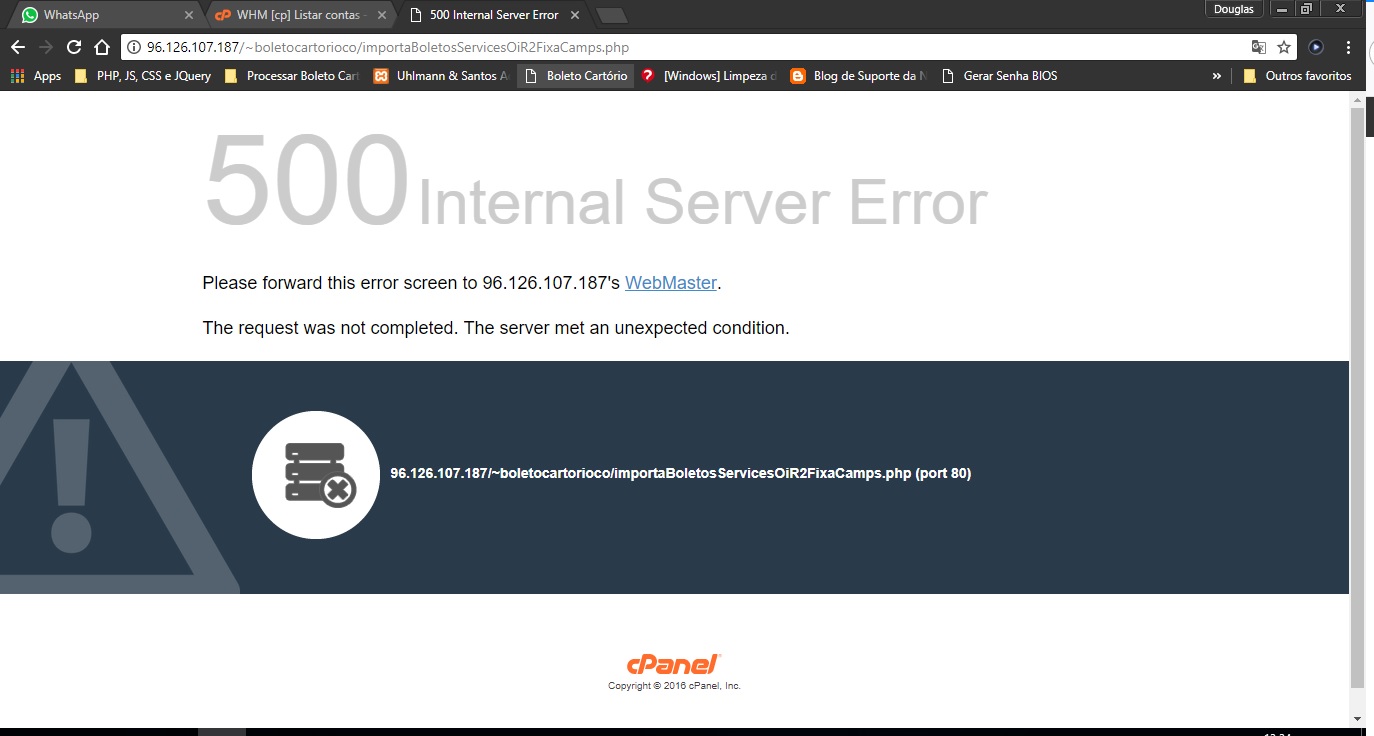 WhatsApp
WHM [cp] Listar contas -
500 Internal Server Error
Douglas
96.126.107.187/~boletocartorioco/importaBoletosServicesOiR2FixaCamps.php
Apps
PHP, JS, CSS e JQuery
Processar Boleto Cart
Uhlmann & Santos A
Boleto Cartório
[Windows] Limpeza d
Blog de Suporte da N
Gerar Senha BIOS
»
Outros favoritos
500 Internal Server Error
Please forward this error screen to 96.126.107.187's WebMaster.
The request was not completed. The server met an unexpected condition.
96.126.107.187/~boletocartorioco/importaBoletosServicesOiR2FixaCamps.php (port 80)
cPanel
Copyright © 2016 cPanel, Inc.